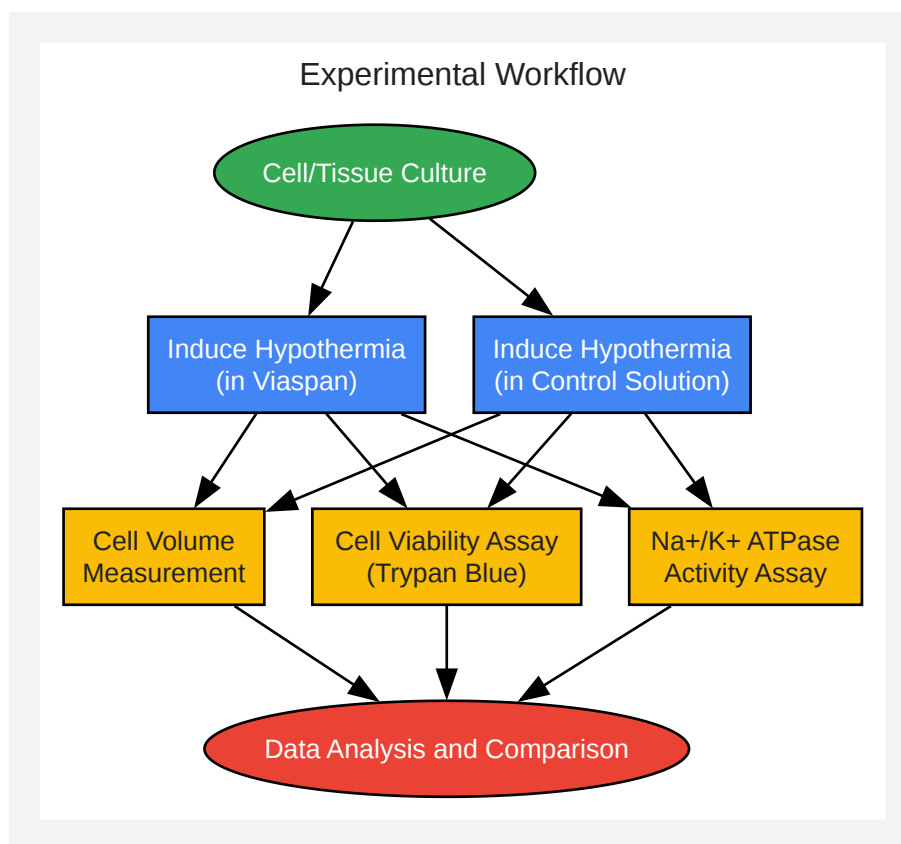 Experimental Workflow
Cell/Tissue Culture
Induce Hypothermia
(in Viaspan)
Induce Hypothermia
(in Control Solution)
Cell Volume
Measurement
Cell Viability Assay
(Trypan Blue)
Na+/K+ ATPase
Activity Assay
Data Analysis and Comparison